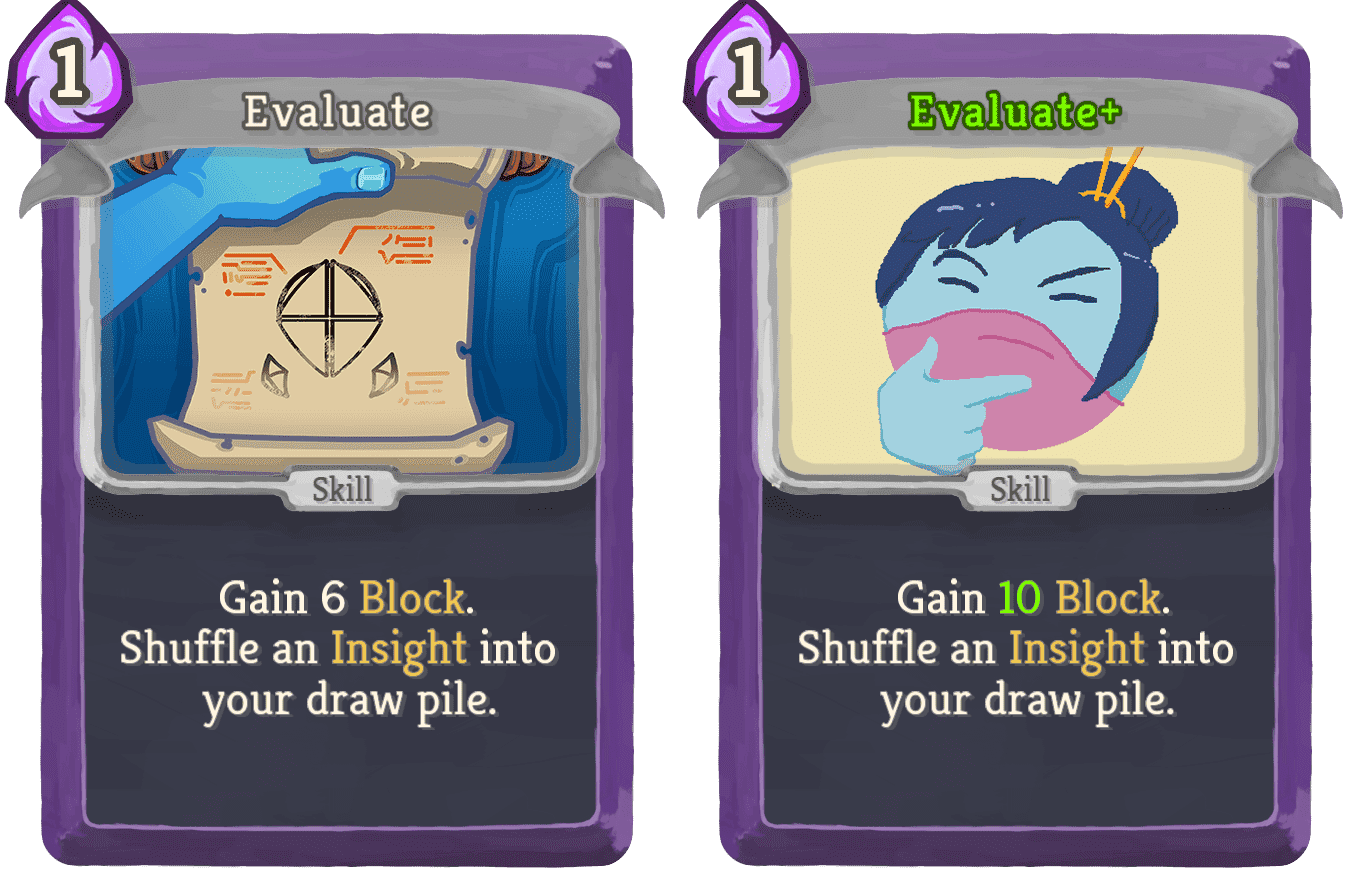 1
Evaluate
Skill
Gain 6 Block.
Shuffle an Insight into
your draw pile.
1
Evaluate+
Skill
Gain 10 Block.
Shuffle an Insight into
your draw pile.